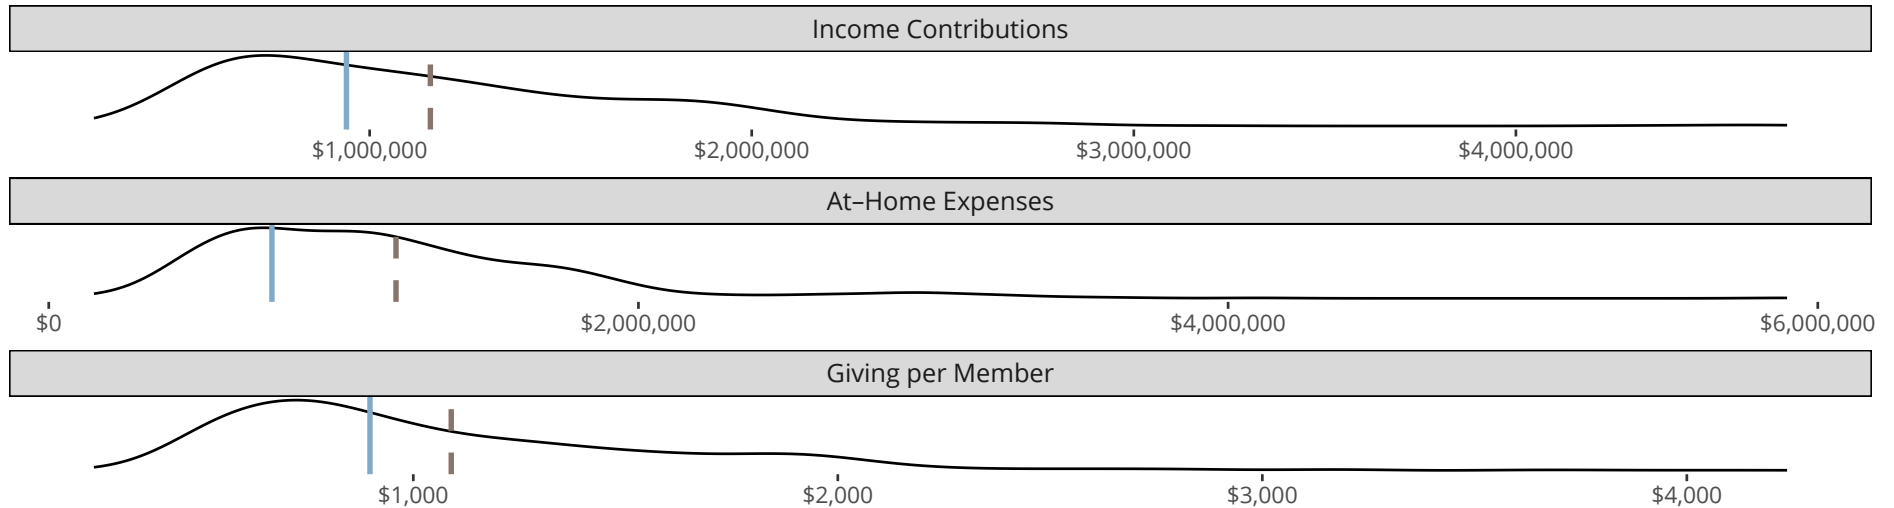 Income Contributions
$1,000,000 $2,000,000 $3,000,000 $4,000,000
At–Home Expenses
$0 $2,000,000 $4,000,000 $6,000,000
Giving per Member
$1,000 $2,000 $3,000 $4,000